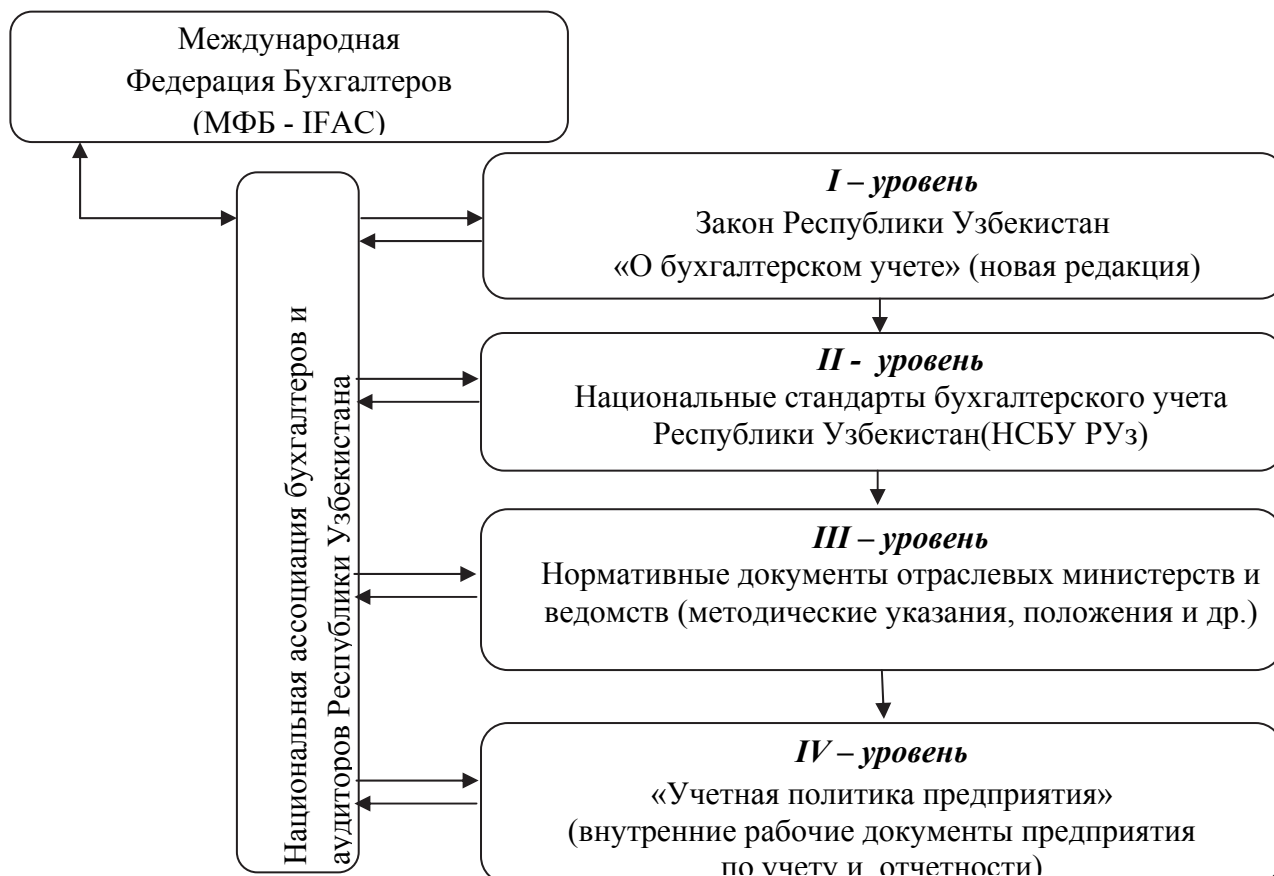 Международная
Федерация Бухгалтеров
(МФБ - IFAC)
Национальная ассоциация бухгалтеров и
аудиторов Республики Узбекистана
I – уровень
Закон Республики Узбекистан
«О бухгалтерском учете» (новая редакция)
II - уровень
Национальные стандарты бухгалтерского учета
Республики Узбекистан(НСБУ РУз)
III – уровень
Нормативные документы отраслевых министерств и
ведомств (методические указания, положения и др.)
IV – уровень
«Учетная политика предприятия»
(внутренние рабочие документы предприятия
по учету и отчетности)